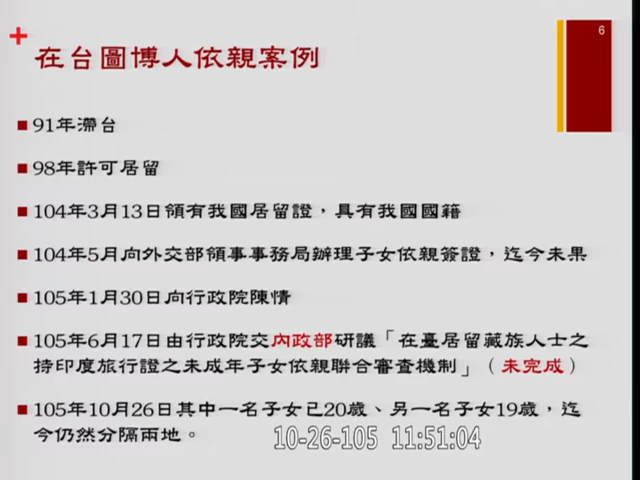 6
在台圖博人依親案例
91年滯台
98年許可居留
104年3月13日領有我國居留證，具有我國國籍
104年5月向外交部領事事務局辦理子女依親簽證，迄今未果
105年1月30日向行政院陳情
105年6月17日由行政院交內政部研議「在臺居留藏族人士之
持印度旅行證之未成年子女依親聯合審查機制」（未完成）
105年10月26日其中一名子女已20歲、另一名子女19歲，迄
今仍然分隔兩地。
10-26-105 11:51:04